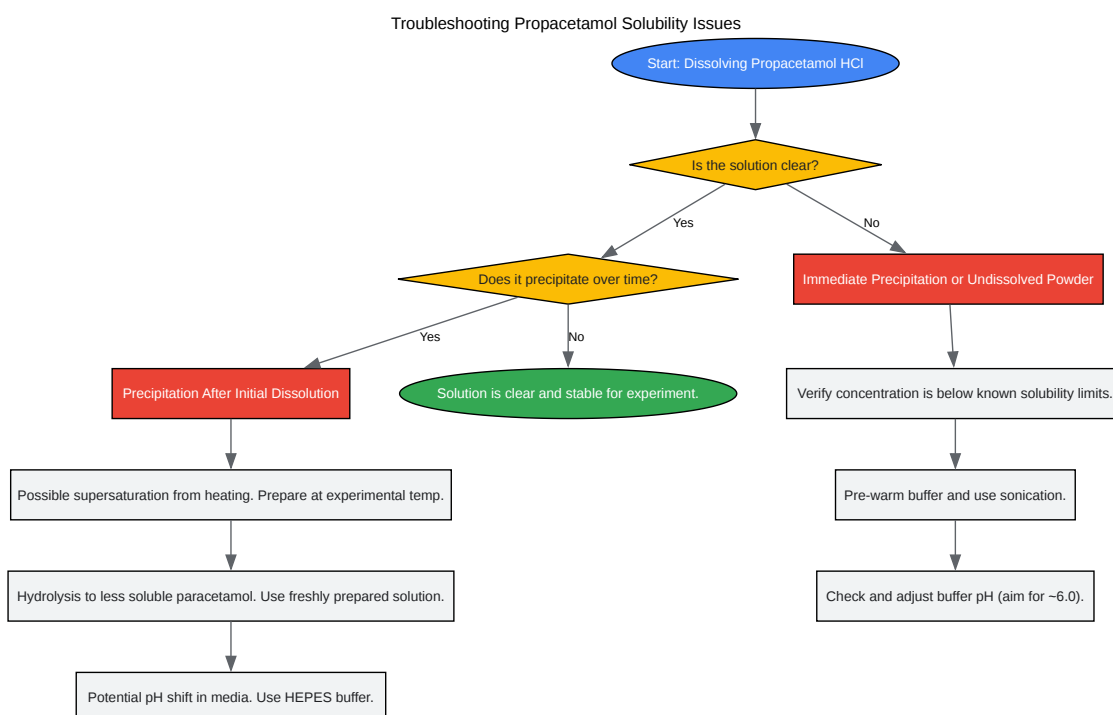 Troubleshooting Propacetamol Solubility Issues
Start: Dissolving Propacetamol HCl
Is the solution clear?
Yes
No
Does it precipitate over time?
Immediate Precipitation or Undissolved Powder
Yes
No
Precipitation After Initial Dissolution
Solution is clear and stable for experiment.
Verify concentration is below known solubility limits.
Possible supersaturation from heating. Prepare at experimental temp.
Pre-warm buffer and use sonication.
Hydrolysis to less soluble paracetamol. Use freshly prepared solution.
Check and adjust buffer pH (aim for ~6.0).
Potential pH shift in media. Use HEPES buffer.